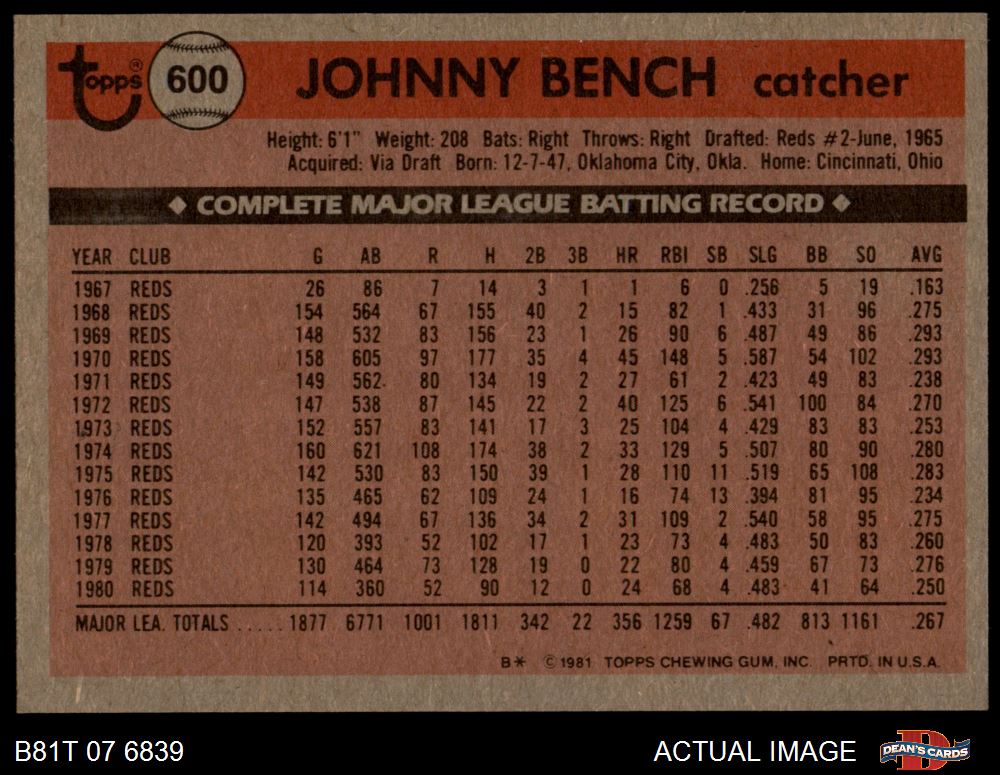 Topps® 600 JOHNNY BENCH catcher
Height: 6'1" Weight: 208 Bats: Right Throws: Right Drafted: Reds #2-June, 1965
Acquired: Via Draft Born: 12-7-47, Oklahoma City, Okla. Home: Cincinnati, Ohio
◆ COMPLETE MAJOR LEAGUE BATTING RECORD ◆
YEAR CLUB G AB R H 2B 3B HR RBI SB SLG BB SO AVG
1967 REDS 26 86 7 14 3 1 1 6 0 .256 5 19 .163
1968 REDS 154 564 67 155 40 2 15 82 1 .433 31 96 .275
1969 REDS 148 532 83 156 23 1 26 90 6 .487 49 86 .293
1970 REDS 158 605 97 177 35 4 45 148 5 .587 54 102 .293
1971 REDS 149 562 80 134 19 2 27 61 2 .423 49 83 .238
1972 REDS 147 538 87 145 22 2 40 125 6 .541 100 84 .270
1973 REDS 152 557 83 141 17 3 25 104 4 .429 83 83 .253
1974 REDS 160 621 108 174 38 2 33 129 5 .507 80 90 .280
1975 REDS 142 530 83 150 39 1 28 110 11 .519 65 108 .283
1976 REDS 135 465 62 109 24 1 16 74 13 .394 81 95 .234
1977 REDS 142 494 67 136 34 2 31 109 2 .540 58 95 .275
1978 REDS 120 393 52 102 17 1 23 73 4 .483 50 83 .260
1979 REDS 130 464 73 128 19 0 22 80 4 .459 67 73 .276
1980 REDS 114 360 52 90 12 0 24 68 4 .483 41 64 .250
MAJOR LEA. TOTALS ..... 1877 6771 1001 1811 342 22 356 1259 67 .482 813 1161 .267
B* © 1981 TOPPS CHEWING GUM, INC. PRTD. IN U.S.A.
B81T 07 6839 ACTUAL IMAGE D DEAN'S CARDS